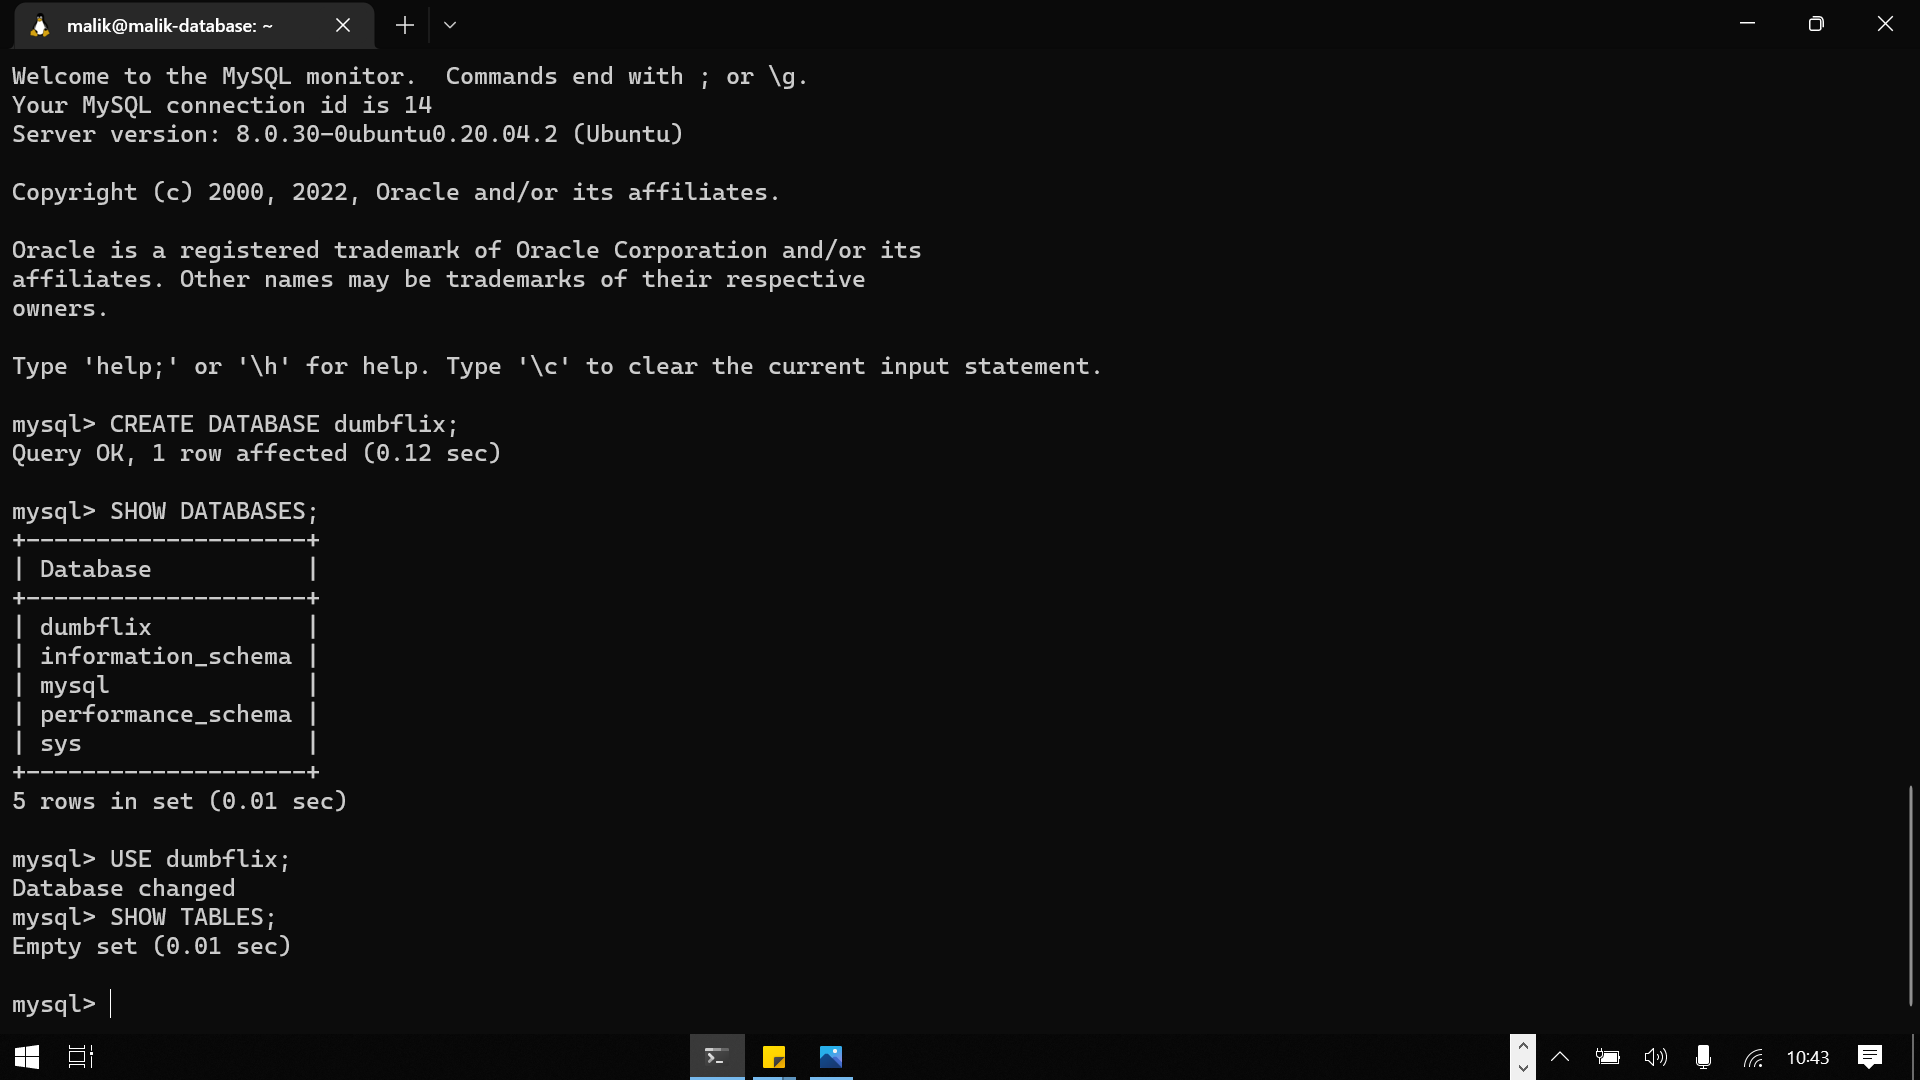 malik@malik-database: ~
Welcome to the MySQL monitor.  Commands end with ; or \g.
Your MySQL connection id is 14
Server version: 8.0.30-0ubuntu0.20.04.2 (Ubuntu)
Copyright (c) 2000, 2022, Oracle and/or its affiliates.
Oracle is a registered trademark of Oracle Corporation and/or its
affiliates. Other names may be trademarks of their respective
owners.
Type 'help;' or '\h' for help. Type '\c' to clear the current input statement.
mysql> CREATE DATABASE dumbflix;
Query OK, 1 row affected (0.12 sec)
mysql> SHOW DATABASES;
+--------------------+
| Database           |
+--------------------+
| dumbflix           |
| information_schema |
| mysql              |
| performance_schema |
| sys                |
+--------------------+
5 rows in set (0.01 sec)
mysql> USE dumbflix;
Database changed
mysql> SHOW TABLES;
Empty set (0.01 sec)
mysql>
10:43